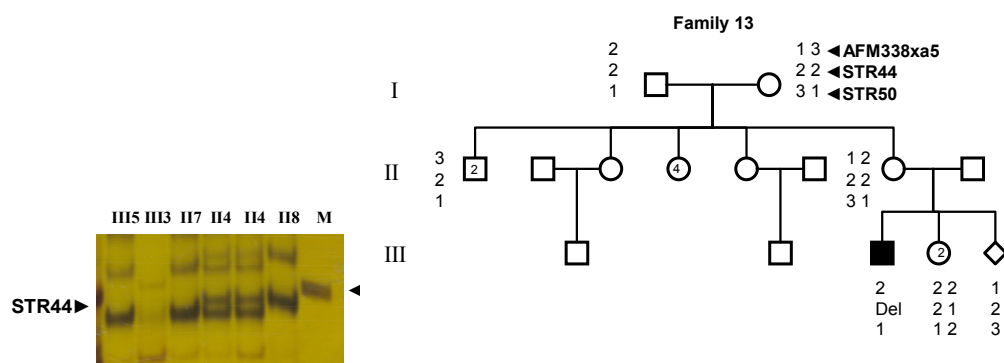 Family 13
2 1 3 ◄AFM338xa5
2 2 2 ◄STR44
1 3 1 ◄STR50
I
II
3 1 2
2 2 2
1 3 1
2 4
III5 III3 II7 II4 II4 II8 M
III
2
STR44►
2 2 2 1
Del 2 1 2
1 1 2 3